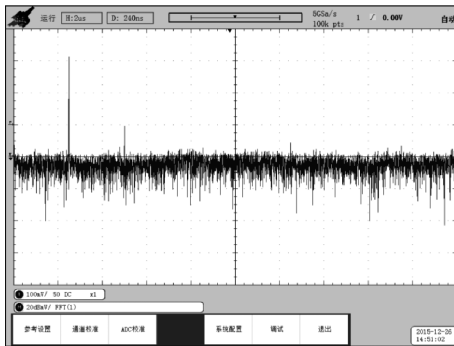 运行 H:2us D: 240ns 5GSa/s 1 0.00V 自动
100k pts
100mV/ 50 DC x1
20dBmV/ FFT(1)
参考设置 通道校准 ADC校准 系统配置 调试 退出
2015-12-26
14:51:02